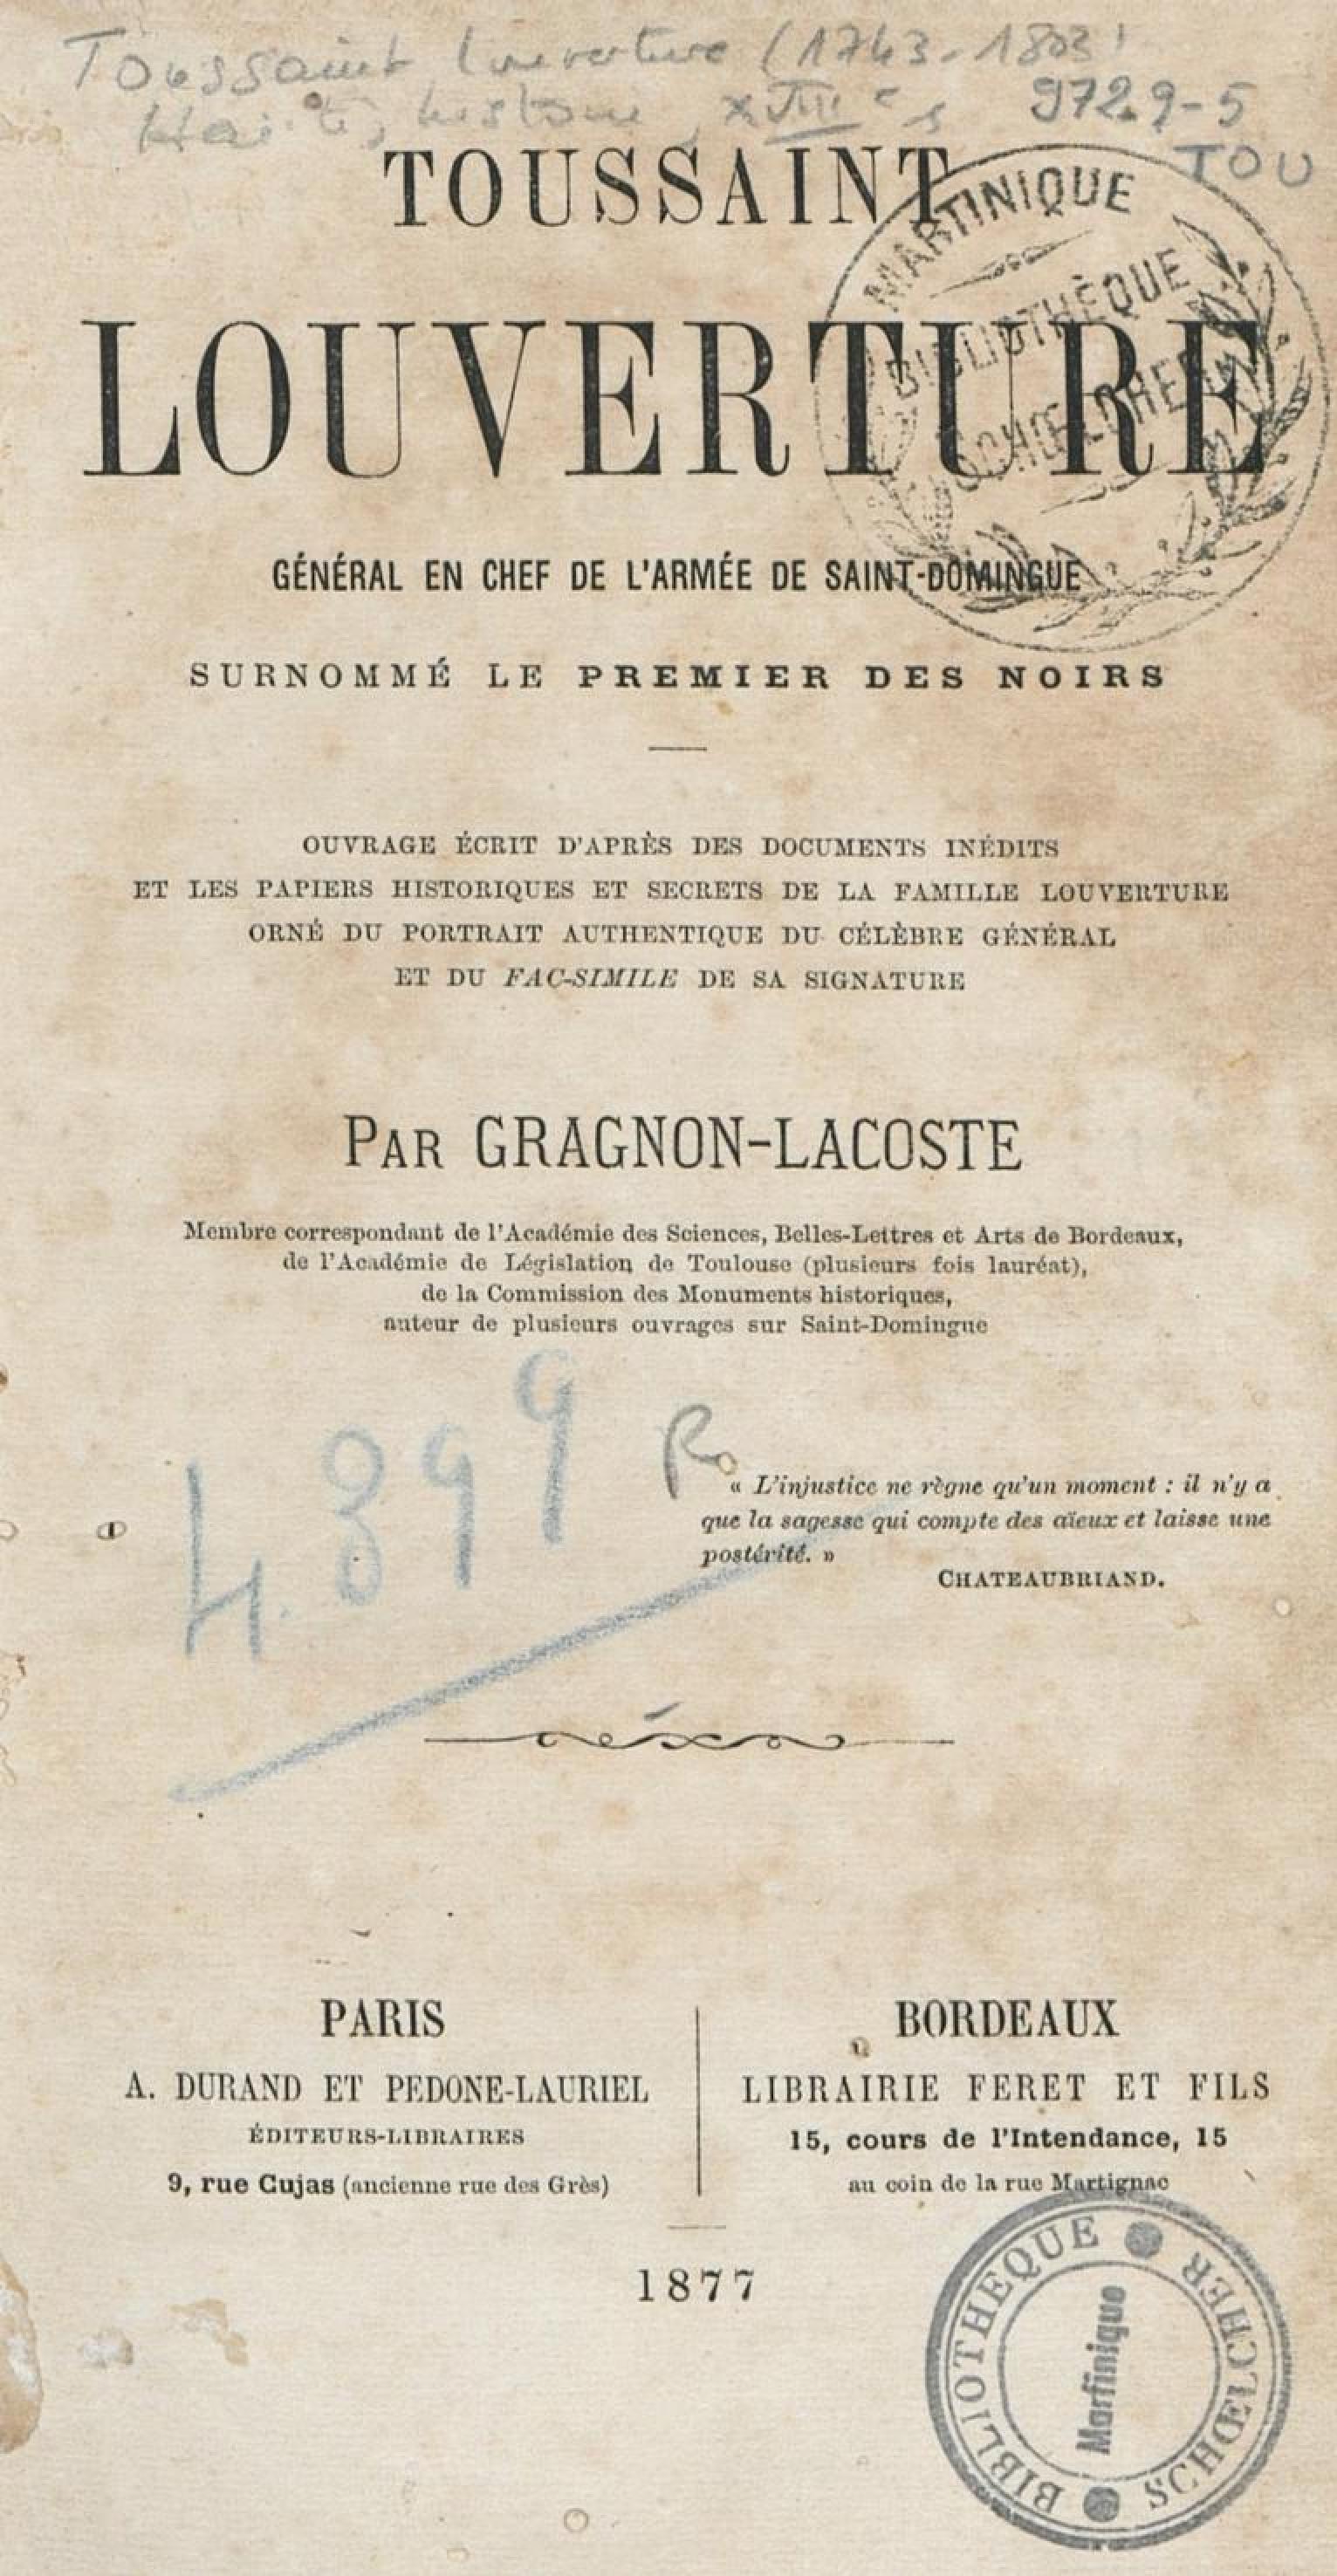 Toussaint Louverture (1743-1803)
Haïti, histoire, XVIIIe s
972.9-5
TOU
TOUSSAINT
LOUVERTURE
MARTINIQUE
BIBLIOTHÈQUE
SCHŒLCHER
GÉNÉRAL EN CHEF DE L'ARMÉE DE SAINT-DOMINGUE
SURNOMMÉ LE PREMIER DES NOIRS
OUVRAGE ÉCRIT D'APRÈS DES DOCUMENTS INÉDITS
ET LES PAPIERS HISTORIQUES ET SECRETS DE LA FAMILLE LOUVERTURE
ORNÉ DU PORTRAIT AUTHENTIQUE DU CÉLÈBRE GÉNÉRAL
ET DU FAC-SIMILE DE SA SIGNATURE
PAR GRAGNON-LACOSTE
Membre correspondant de l'Académie des Sciences, Belles-Lettres et Arts de Bordeaux,
de l'Académie de Législation de Toulouse (plusieurs fois lauréat),
de la Commission des Monuments historiques,
auteur de plusieurs ouvrages sur Saint-Domingue
4.899
« L'injustice ne règne qu'un moment : il n'y a
que la sagesse qui compte des aïeux et laisse une
postérité. »
CHATEAUBRIAND.
PARIS
A. DURAND ET PEDONE-LAURIEL
ÉDITEURS-LIBRAIRES
9, rue Cujas (ancienne rue des Grès)
BORDEAUX
LIBRAIRIE FERET ET FILS
15, cours de l'Intendance, 15
au coin de la rue Martignac
1877
BIBLIOTHEQUE SCHŒLCHER
Martinique